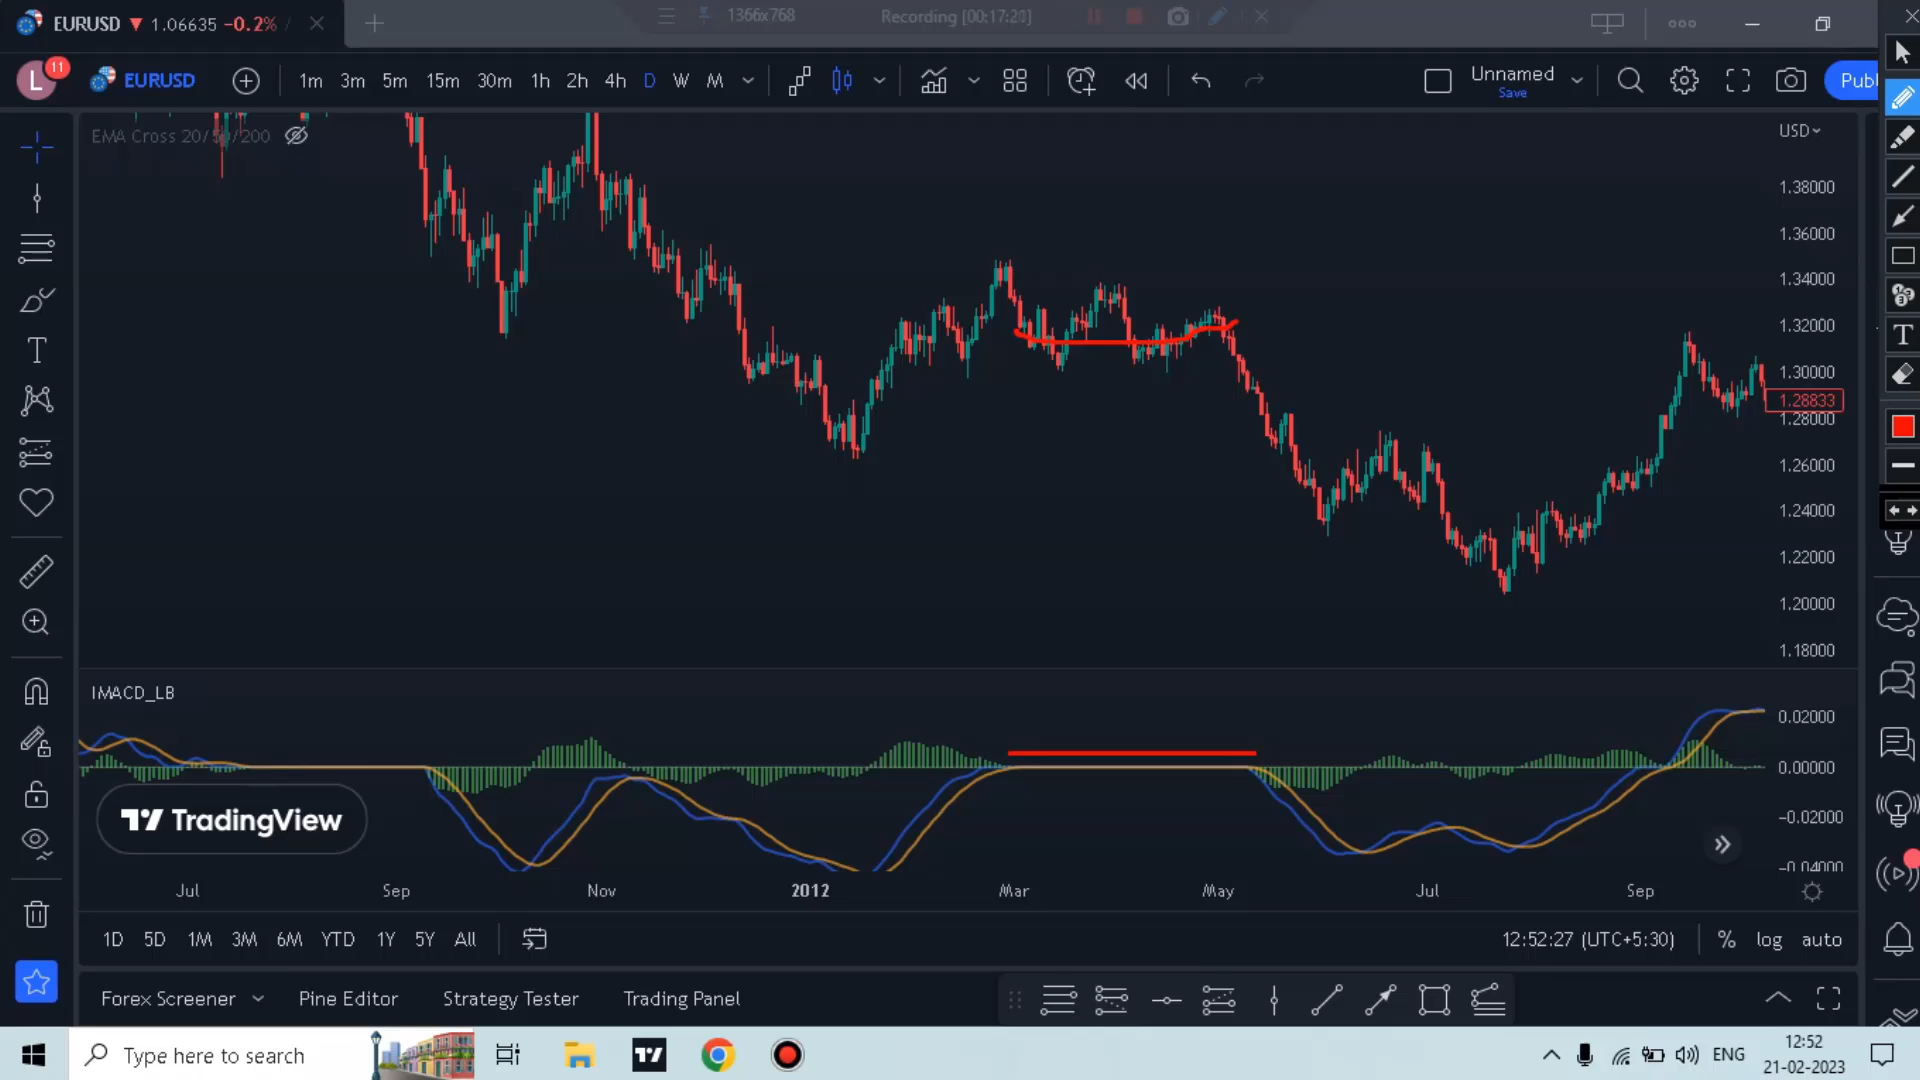 EURUSD ▼ 1.06635 -0.2% /
1366x768
Recording [00:17:20]
L 11
EURUSD
1m 3m 5m 15m 30m 1h 2h 4h D W M
Unnamed
Save
Publ
EMA Cross 20/50/200
USD
1.38000
1.36000
1.34000
1.32000
1.30000
1.28833
1.28000
1.26000
1.24000
1.22000
1.20000
1.18000
IMACD_LB
0.02000
0.00000
-0.02000
-0.04000
TradingView
Jul Sep Nov 2012 Mar May Jul Sep
1D 5D 1M 3M 6M YTD 1Y 5Y All
12:52:27 (UTC+5:30) % log auto
Forex Screener Pine Editor Strategy Tester Trading Panel
Type here to search
ENG
12:52
21-02-2023